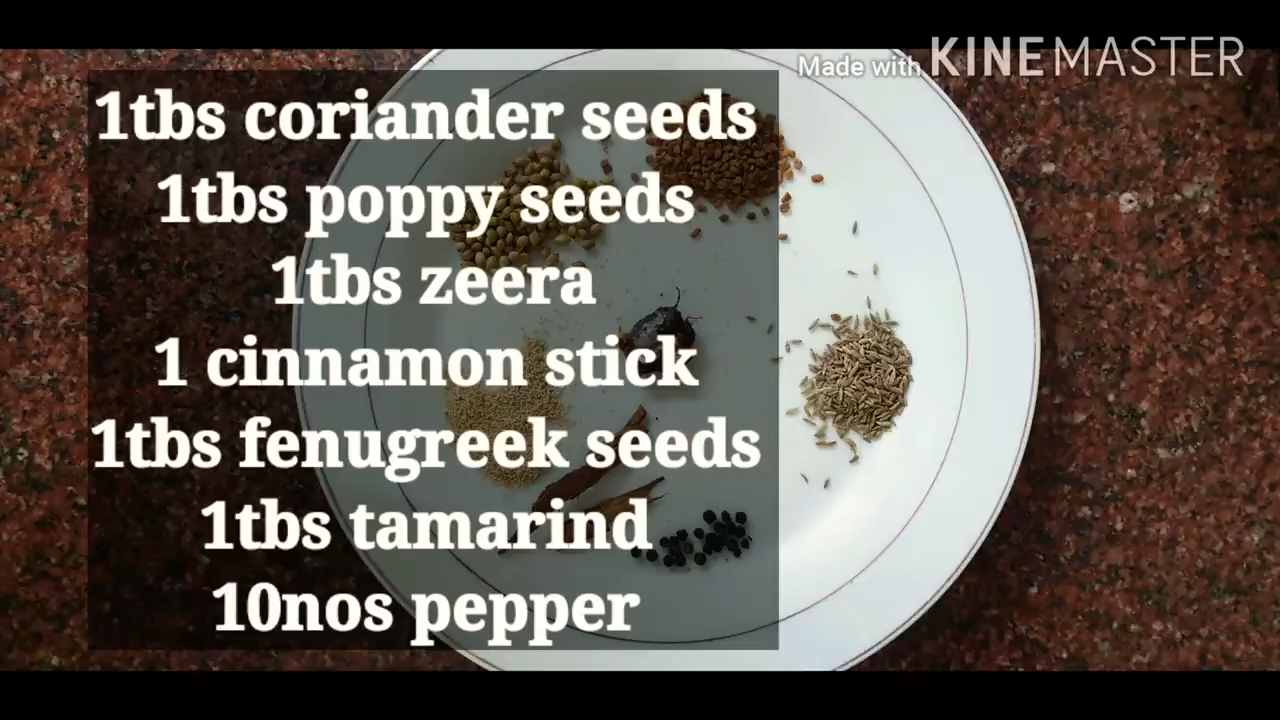 Made with KINEMASTER
1tbs coriander seeds
1tbs poppy seeds
1tbs zeera
1 cinnamon stick
1tbs fenugreek seeds
1tbs tamarind
10nos pepper